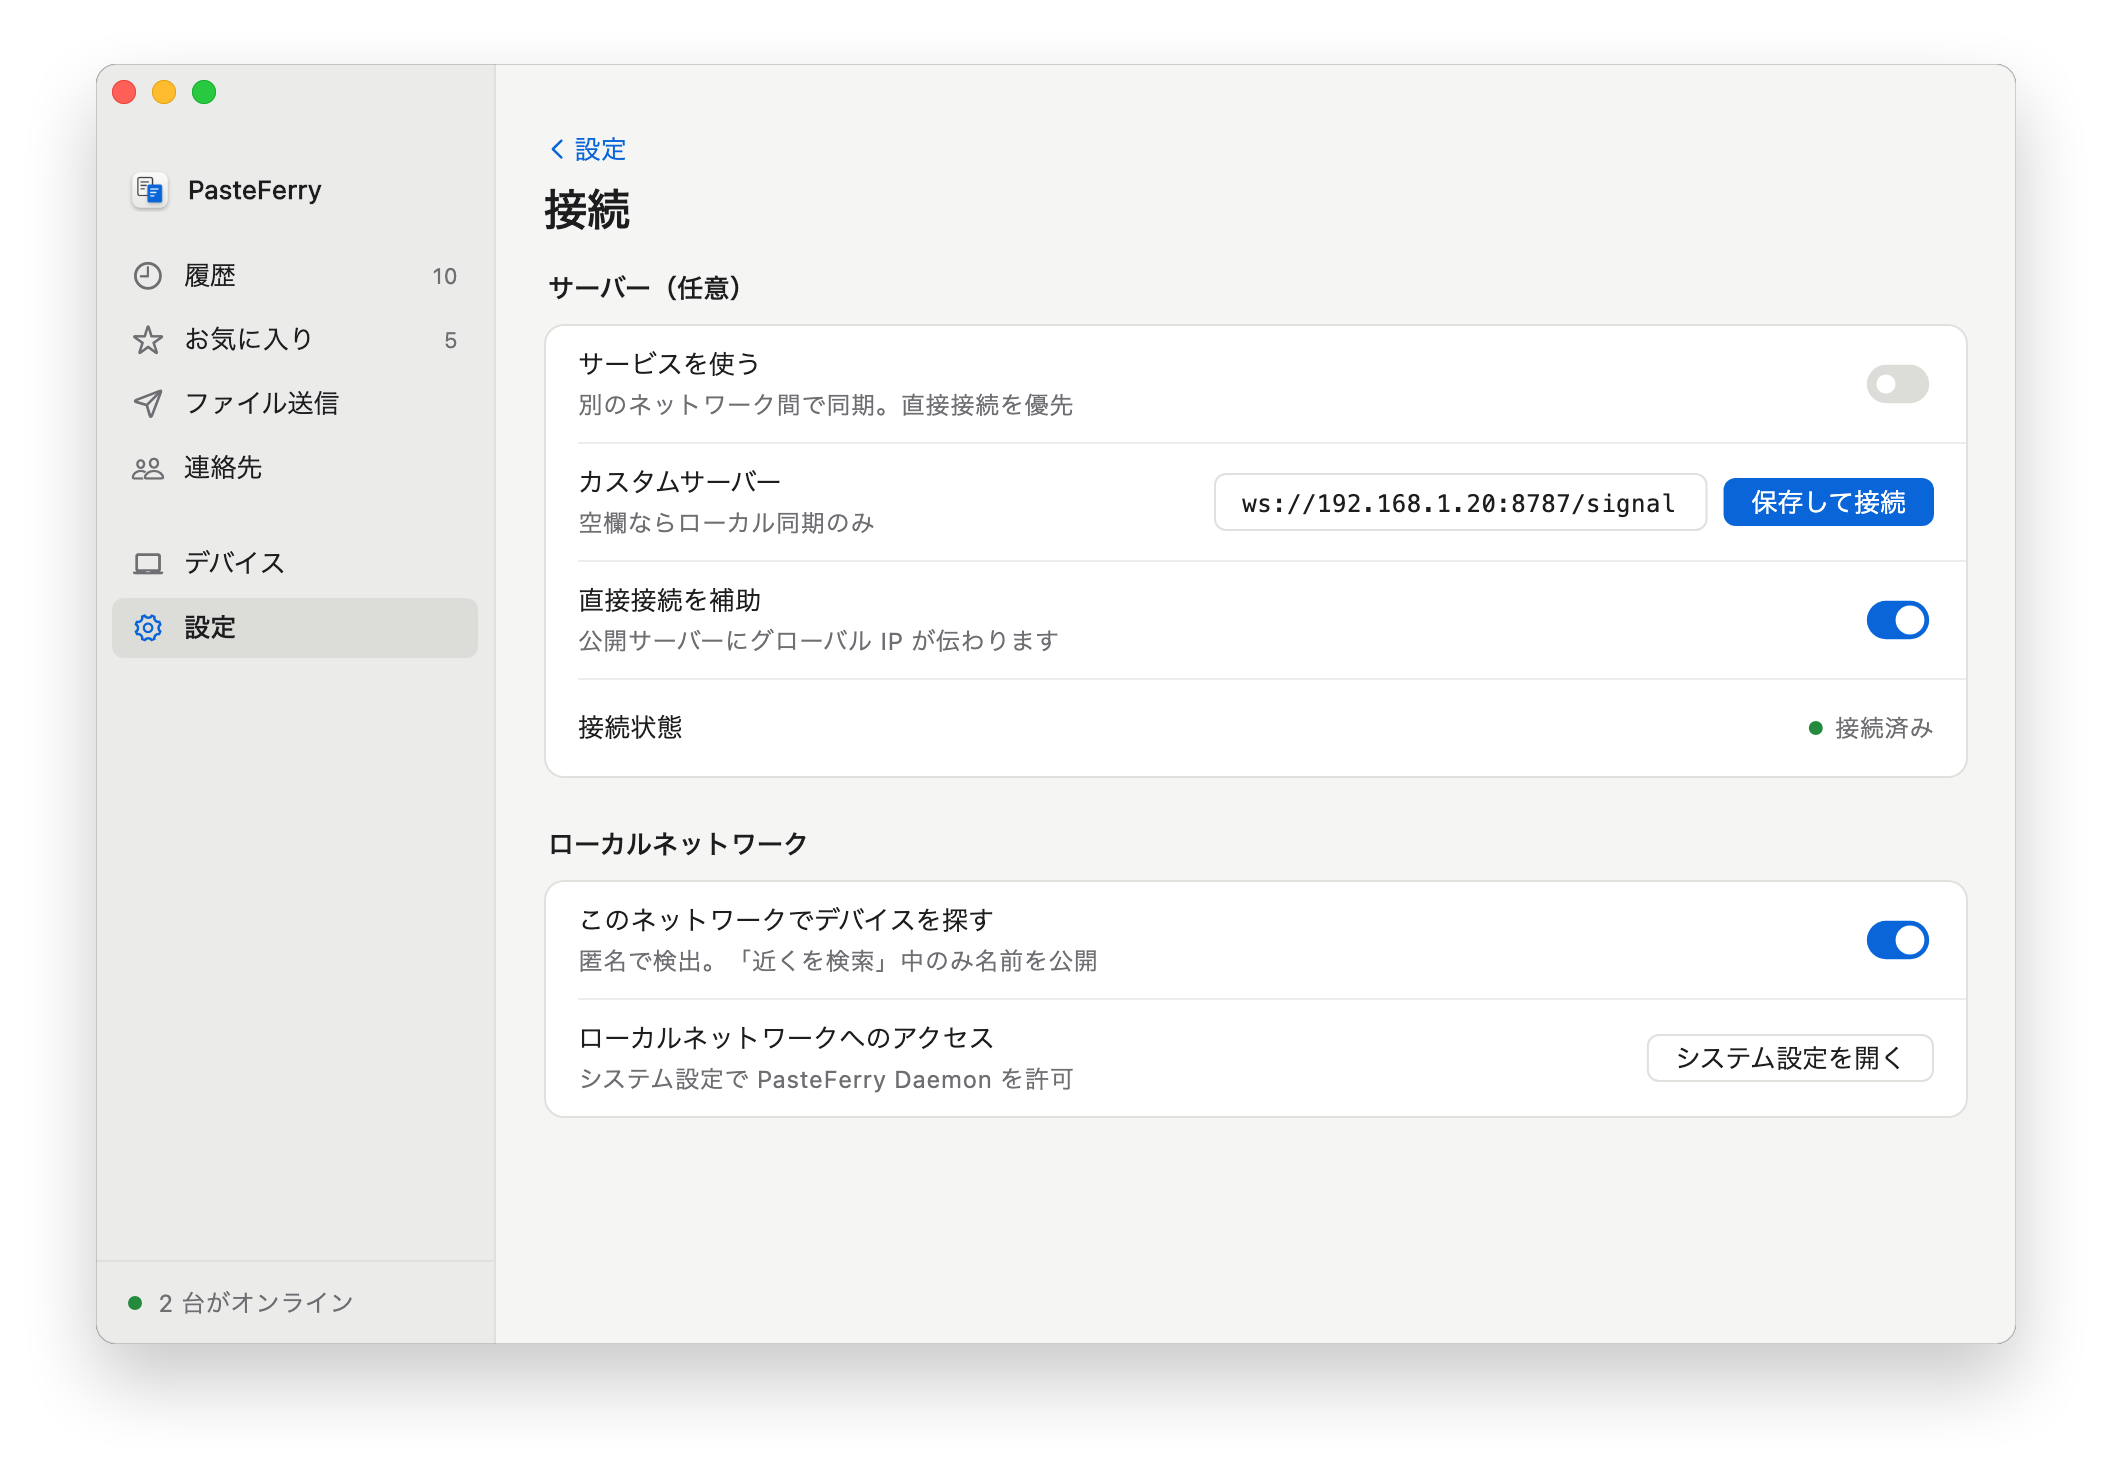 PasteFerry
履歴 10
お気に入り 5
ファイル送信
連絡先
デバイス
設定
2 台がオンライン
設定
接続
サーバー（任意）
サービスを使う
別のネットワーク間で同期。直接接続を優先
カスタムサーバー
空欄ならローカル同期のみ
ws://192.168.1.20:8787/signal
保存して接続
直接接続を補助
公開サーバーにグローバル IP が伝わります
接続状態
接続済み
ローカルネットワーク
このネットワークでデバイスを探す
匿名で検出。「近くを検索」中のみ名前を公開
ローカルネットワークへのアクセス
システム設定で PasteFerry Daemon を許可
システム設定を開く